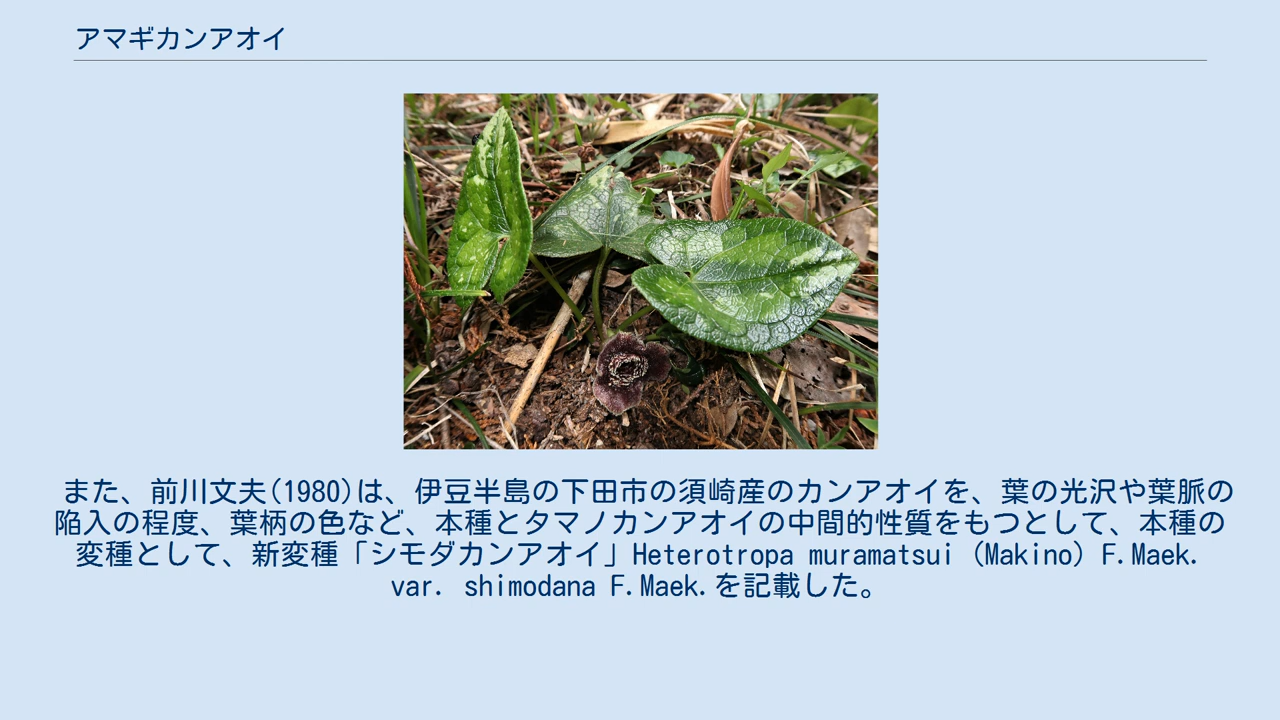 アマギカンアオイ
また、前川文夫(1980)は、伊豆半島の下田市の須崎産のカンアオイを、葉の光沢や葉脈の
陥入の程度、葉柄の色など、本種とタマノカンアオイの中間的性質をもつとして、本種の
変種として、新変種「シモダカンアオイ」Heterotropa muramatsui (Makino) F.Maek.
var. shimodana F.Maek.を記載した。